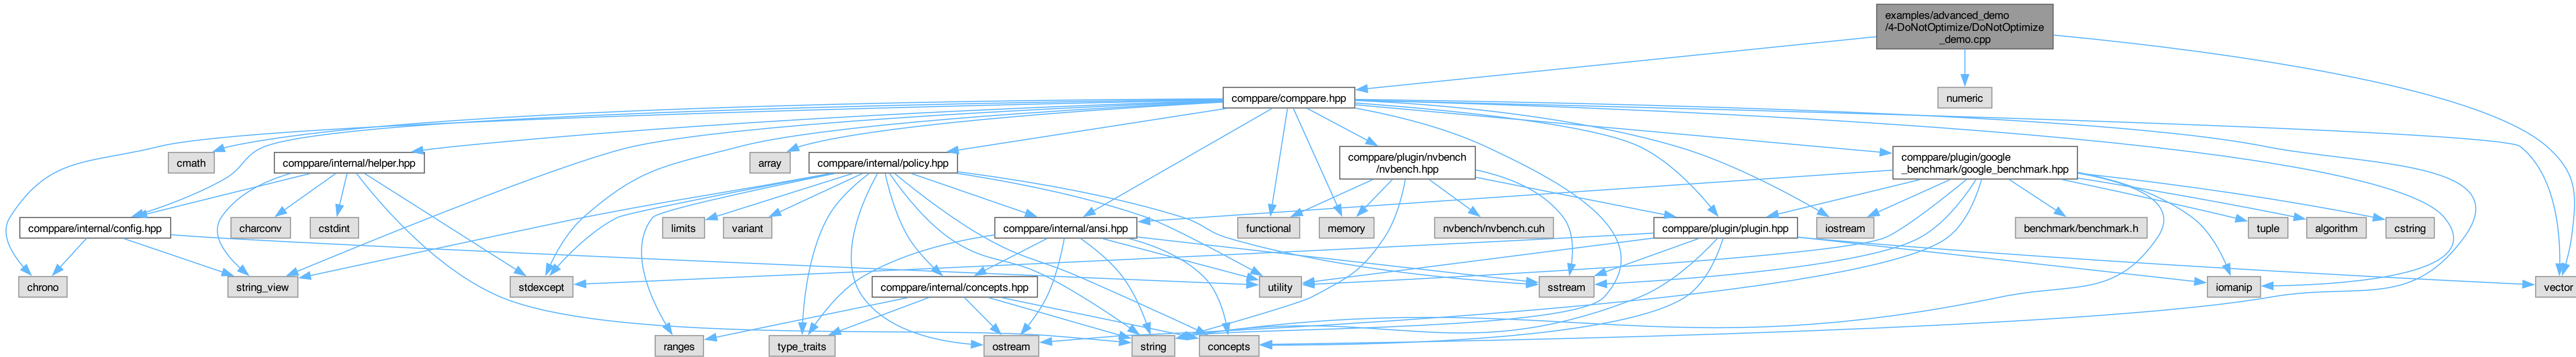 examples/advanced_demo
/4-DoNotOptimize/DoNotOptimize
_demo.cpp
comppare/comppare.hpp
numeric
cmath
comppare/internal/helper.hpp
array
comppare/internal/policy.hpp
comppare/plugin/nvbench
/nvbench.hpp
comppare/plugin/google
_benchmark/google_benchmark.hpp
comppare/internal/config.hpp
charconv
cstdint
limits
variant
comppare/internal/ansi.hpp
functional
memory
nvbench/nvbench.cuh
comppare/plugin/plugin.hpp
iostream
benchmark/benchmark.h
tuple
algorithm
cstring
chrono
string_view
stdexcept
comppare/internal/concepts.hpp
utility
sstream
iomanip
vector
ranges
type_traits
ostream
string
concepts